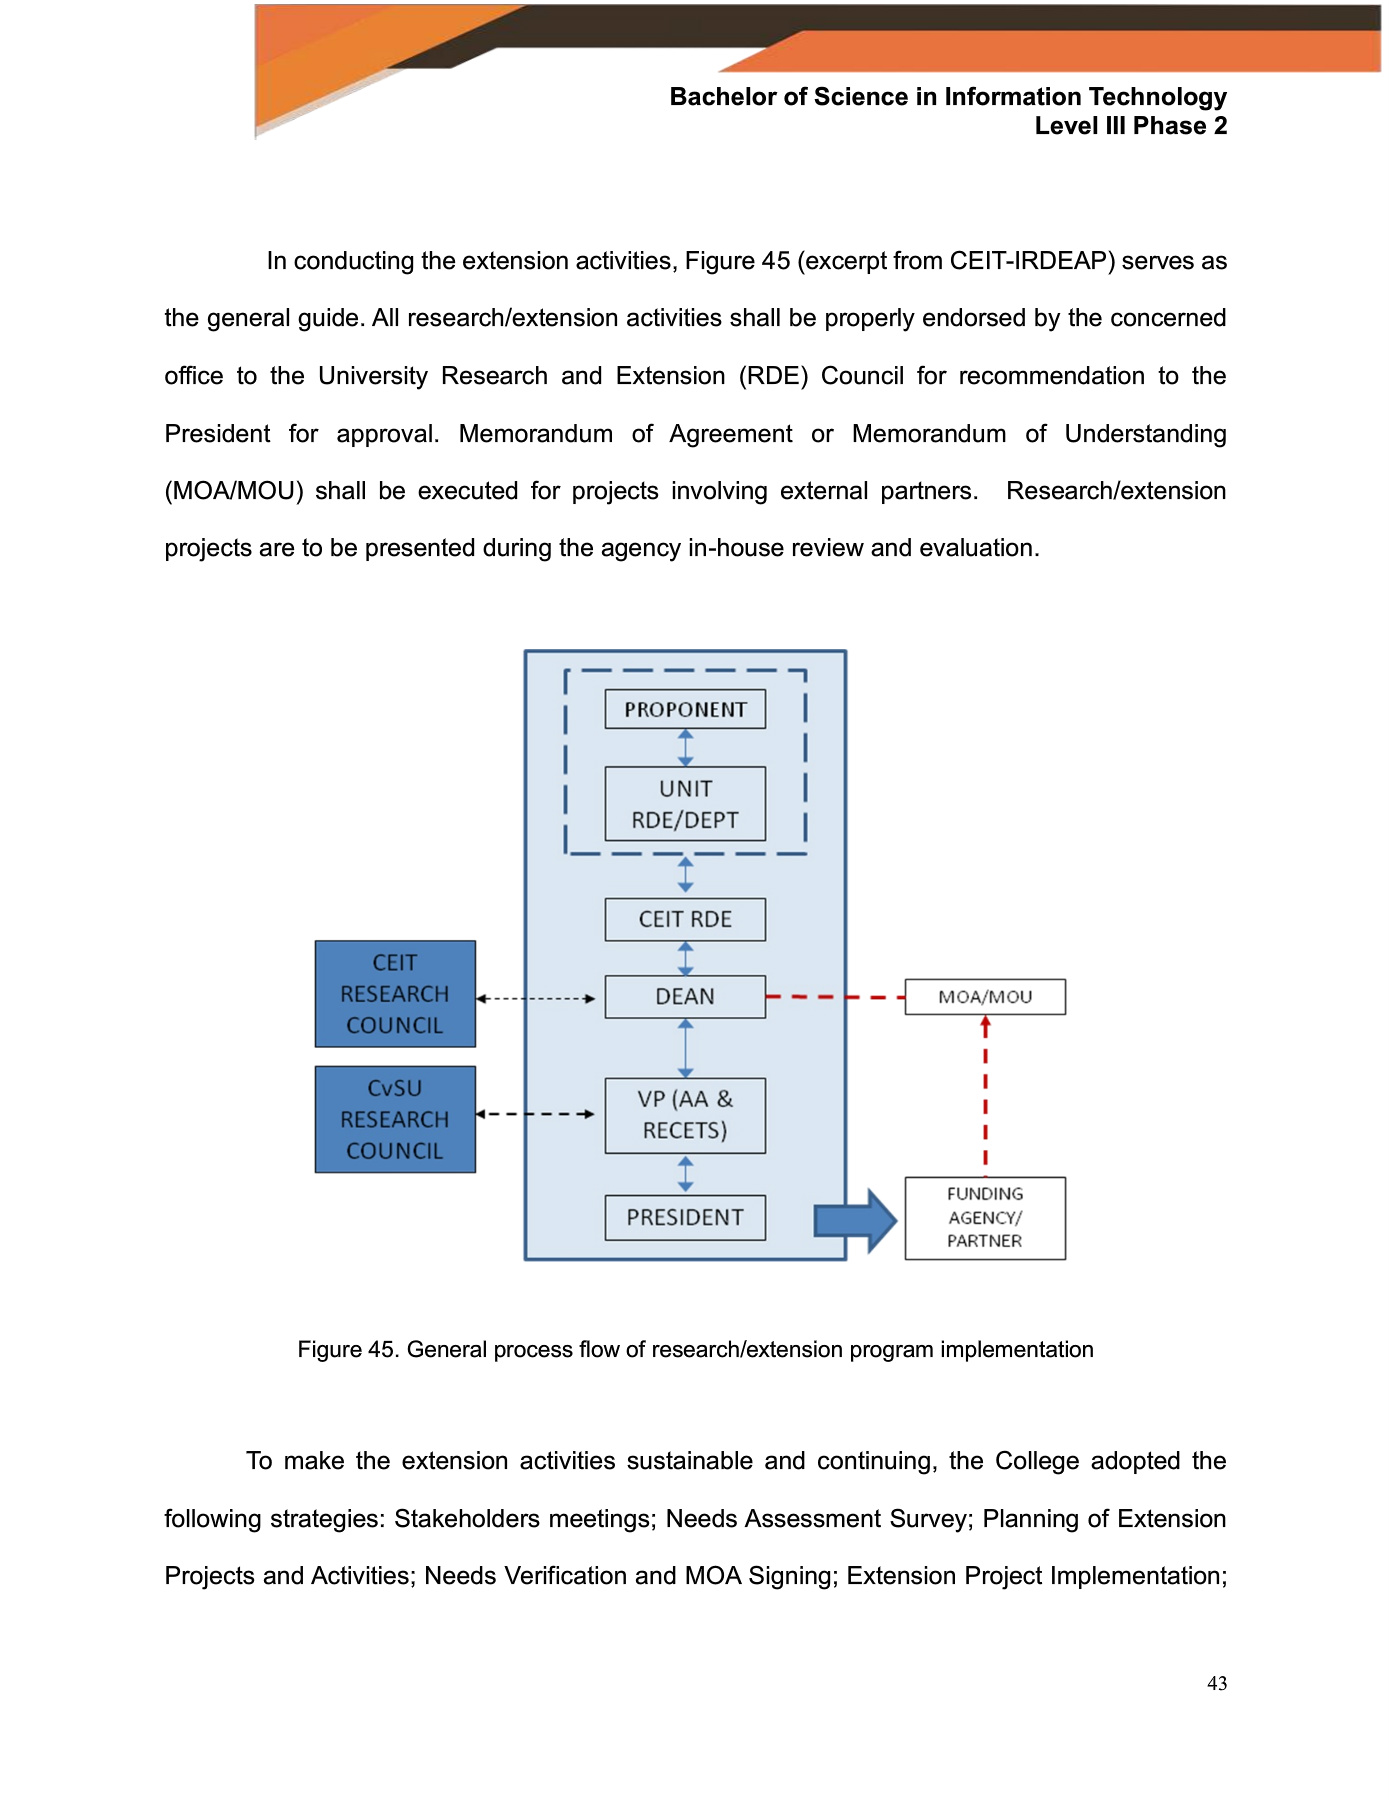 Bachelor of Science in Information Technology
Level III Phase 2
In conducting the extension activities, Figure 45 (excerpt from CEIT-IRDEAP) serves as
the general guide. All research/extension activities shall be properly endorsed by the concerned
office to the University Research and Extension (RDE) Council for recommendation to the
President for approval. Memorandum of Agreement or Memorandum of Understanding
(MOA/MOU) shall be executed for projects involving external partners. Research/extension
projects are to be presented during the agency in-house review and evaluation.
PROPONENT
UNIT
RDE/DEPT
CEIT RDE
CEIT
RESEARCH
COUNCIL
DEAN
MOA/MOU
CvSU
RESEARCH
COUNCIL
VP (AA &
RECETS)
PRESIDENT
FUNDING
AGENCY/
PARTNER
Figure 45. General process flow of research/extension program implementation
To make the extension activities sustainable and continuing, the College adopted the
following strategies: Stakeholders meetings; Needs Assessment Survey; Planning of Extension
Projects and Activities; Needs Verification and MOA Signing; Extension Project Implementation;
43